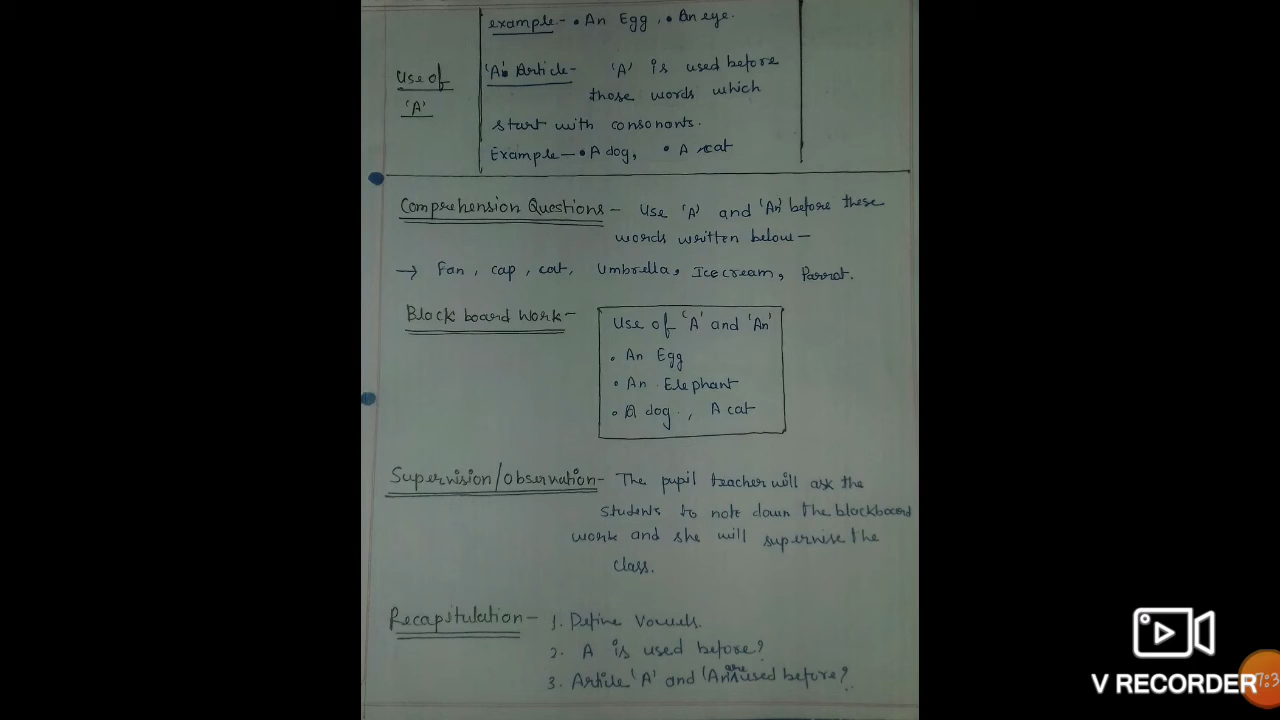 example- • An Egg, • An eye.
Use of
'A'
'A' Article- 'A' is used before
those words which
start with consonants.
Example- • A dog, • A cat
Comprehension Questions - Use 'A' and 'An' before these
words written below-
→ Fan, cap, cat, Umbrella, Ice cream, Parrot.
Black board Work-
Use of 'A' and 'An'
• An Egg
• An Elephant
• A dog, A cat
Supervision/Observation- The pupil teacher will ask the
students to note down the blackboard
work and she will supervise the
class.
Recapitulation- 1. Define Vowels.
2. A is used before?
3. Article 'A' and 'An' are used before?
V RECORDER